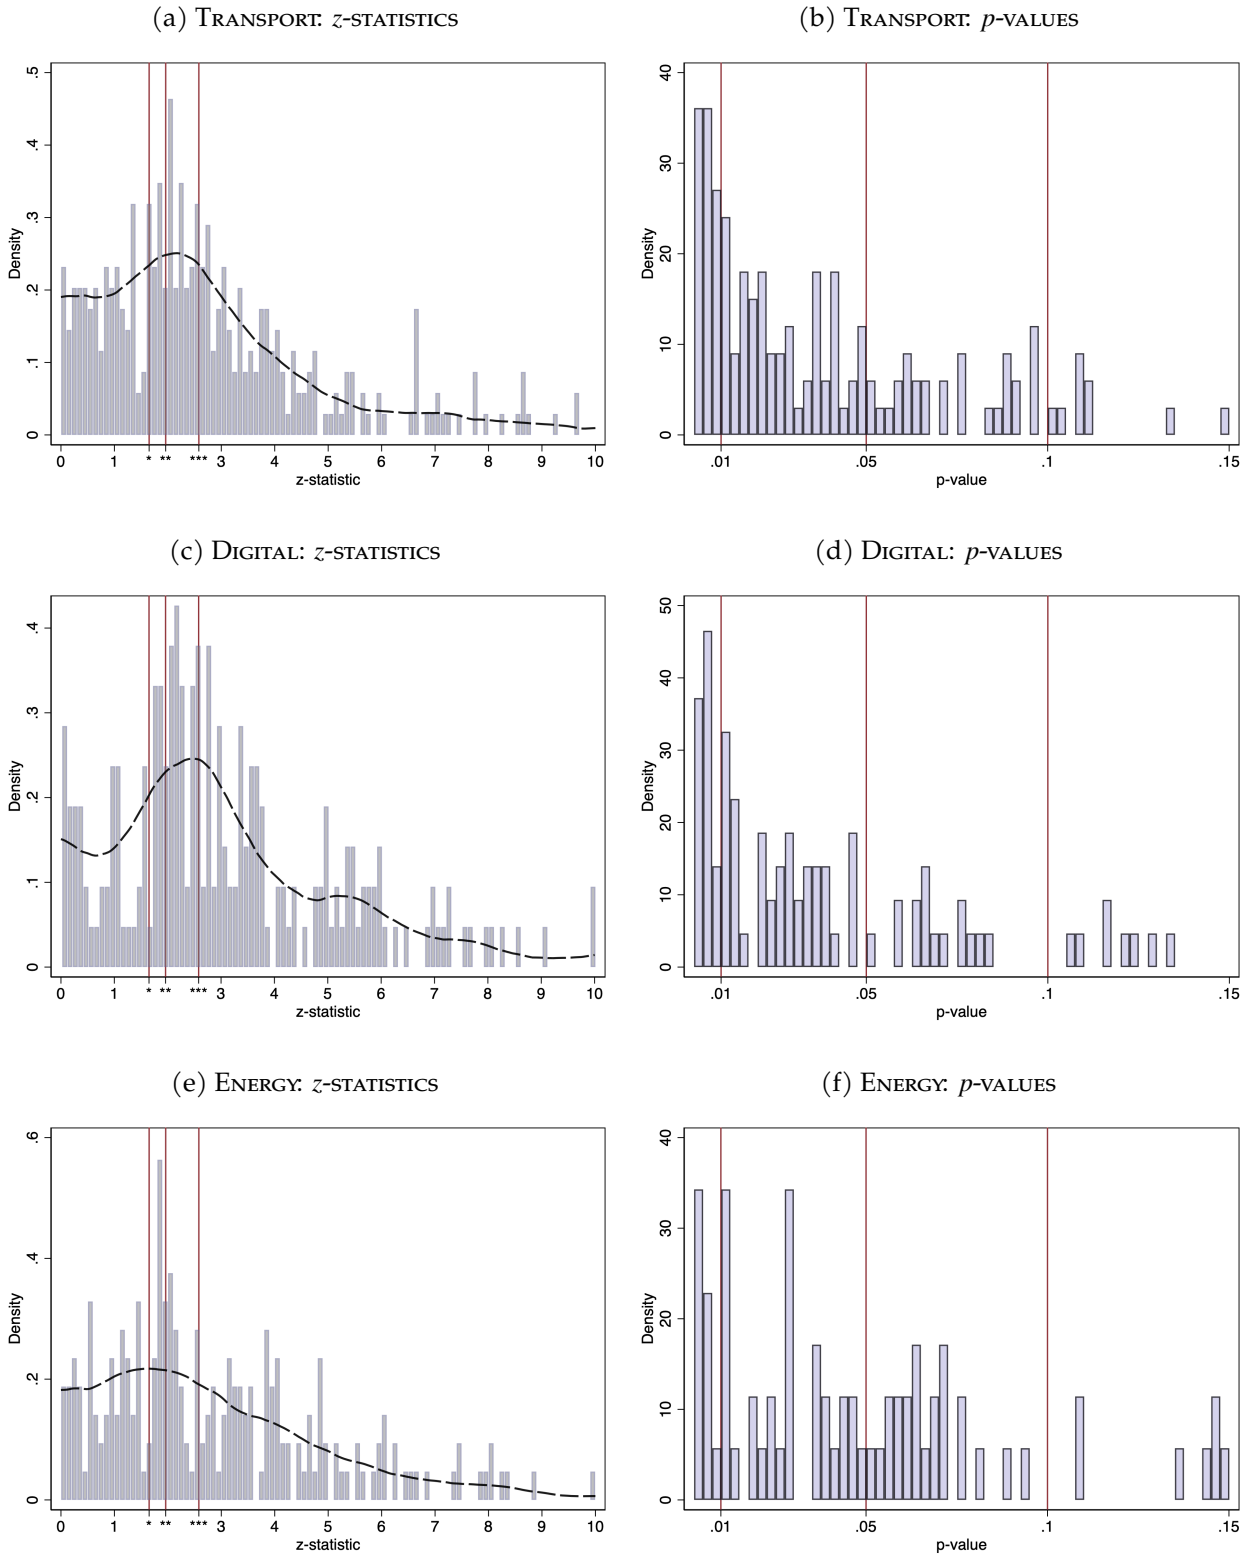 (a) Transport: z-statistics
(b) Transport: p-values
Density
.5
.4
.3
.2
.1
0
0 1 * ** *** 3 4 5 6 7 8 9 10
z-statistic
Density
40
30
20
10
0
.01 .05 .1 .15
p-value
(c) Digital: z-statistics
(d) Digital: p-values
Density
.4
.3
.2
.1
0
0 1 * ** *** 3 4 5 6 7 8 9 10
z-statistic
Density
50
40
30
20
10
0
.01 .05 .1 .15
p-value
(e) Energy: z-statistics
(f) Energy: p-values
Density
.6
.4
.2
0
0 1 * ** *** 3 4 5 6 7 8 9 10
z-statistic
Density
40
30
20
10
0
.01 .05 .1 .15
p-value